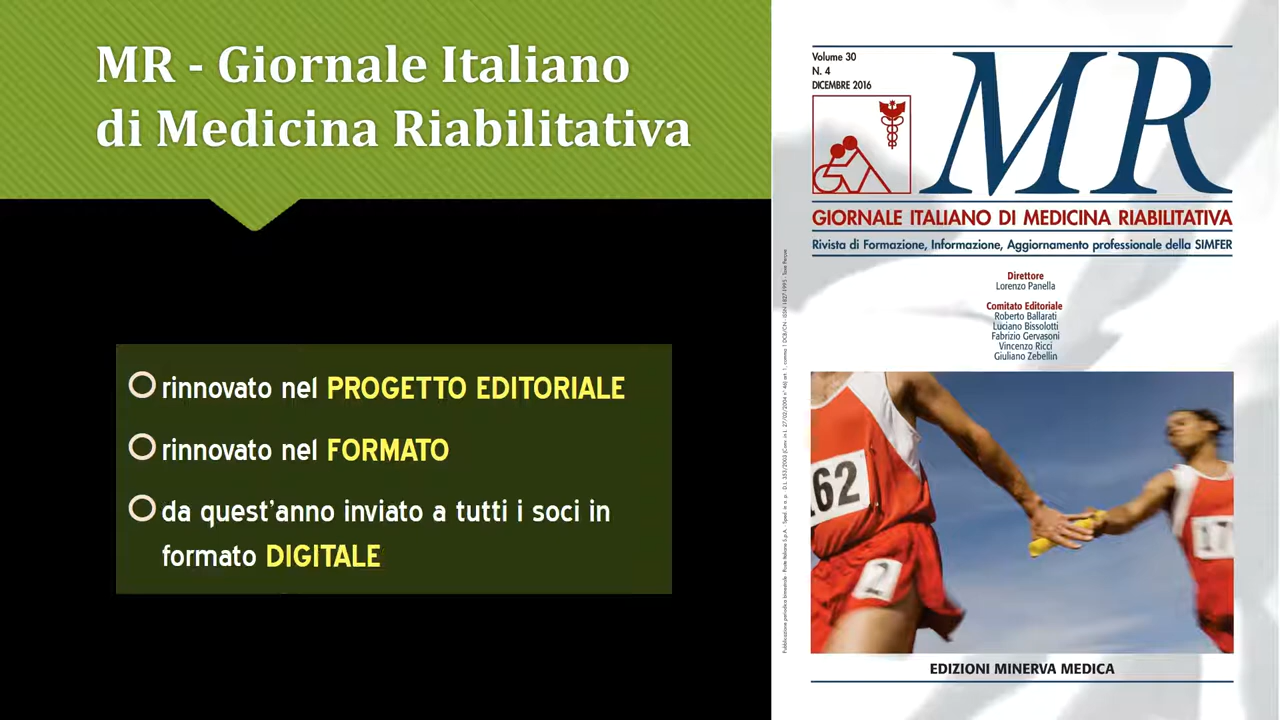 MR - Giornale Italiano
di Medicina Riabilitativa
rinnovato nel PROGETTO EDITORIALE
rinnovato nel FORMATO
da quest'anno inviato a tutti i soci in
formato DIGITALE
Volume 30
N. 4
DICEMBRE 2016
MR
GIORNALE ITALIANO DI MEDICINA RIABILITATIVA
Rivista di Formazione, Informazione, Aggiornamento professionale della SIMFER
Direttore
Lorenzo Panella
Comitato Editoriale
Roberto Ballarati
Luciano Bissolotti
Fabrizio Gervasoni
Vincenzo Ricci
Giuliano Zebellin
62
2
17
EDIZIONI MINERVA MEDICA